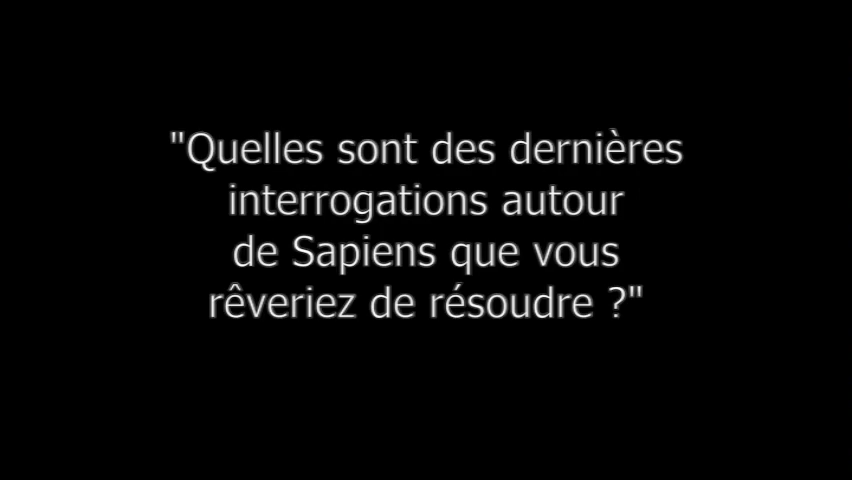 "Quelles sont des dernières
interrogations autour
de Sapiens que vous
rêveriez de résoudre ?"